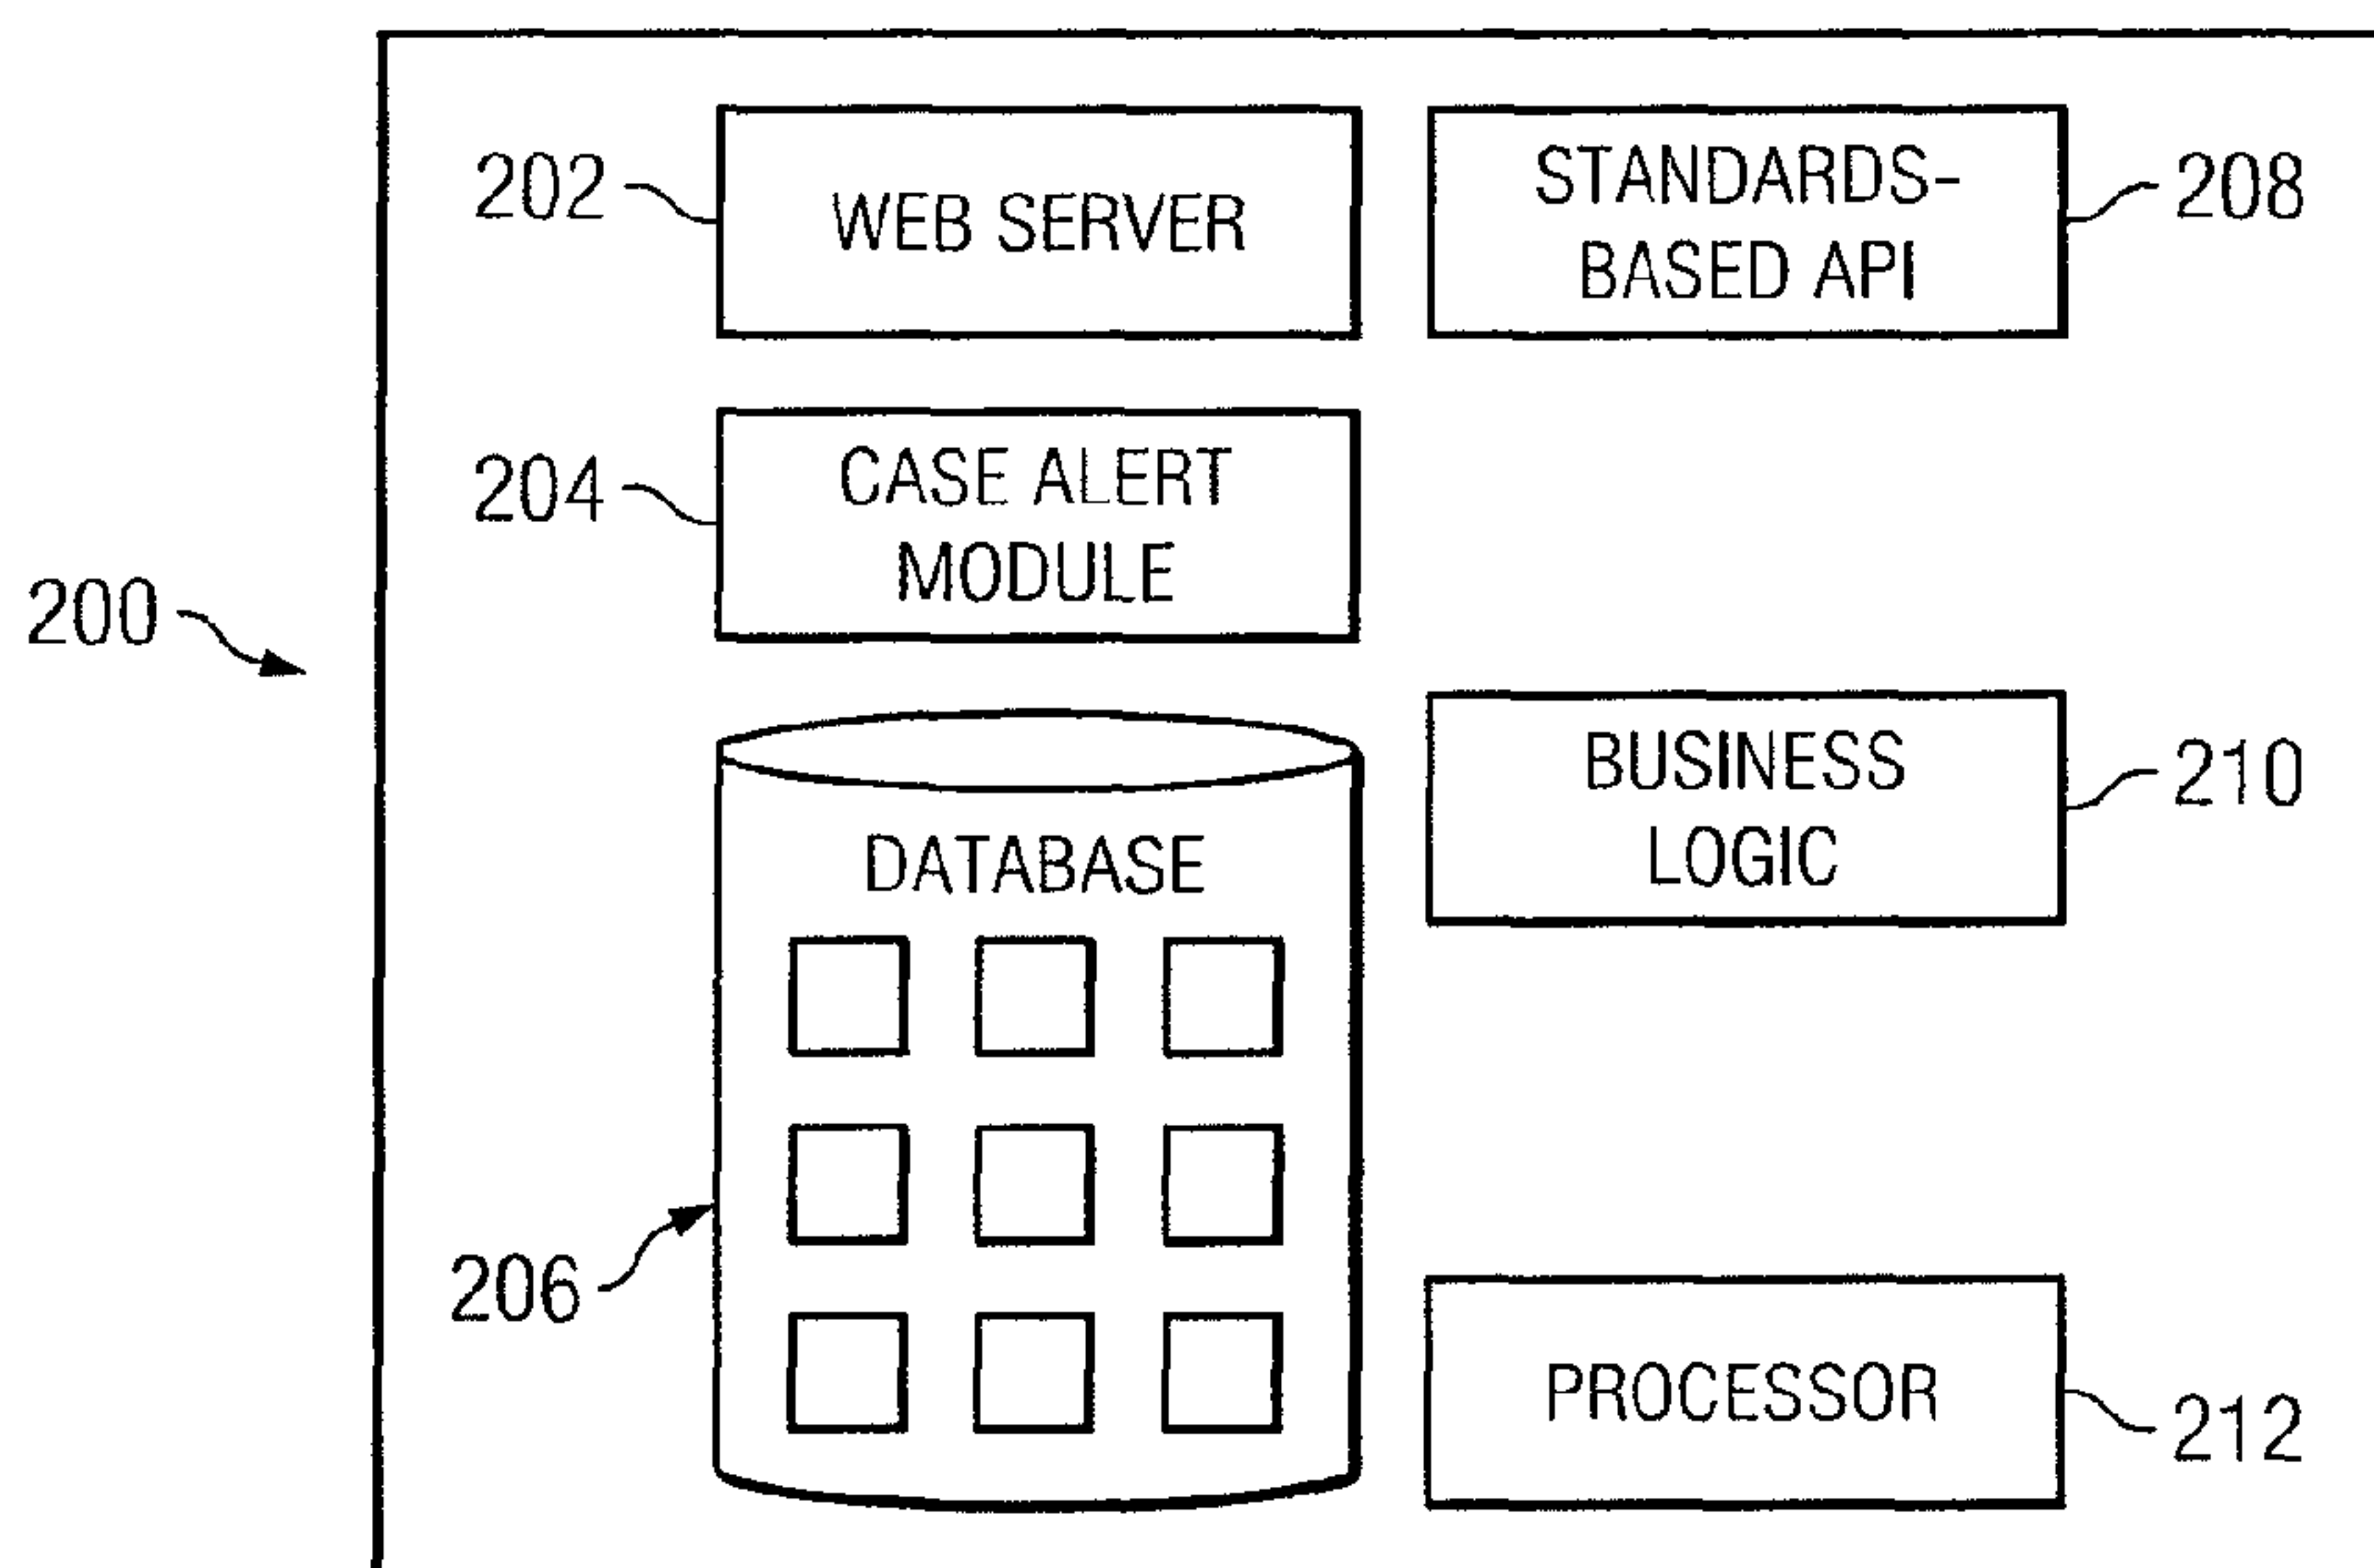 202
WEB SERVER
STANDARDS-
BASED API
208
204
CASE ALERT
MODULE
200
BUSINESS
LOGIC
210
DATABASE
206
PROCESSOR
212